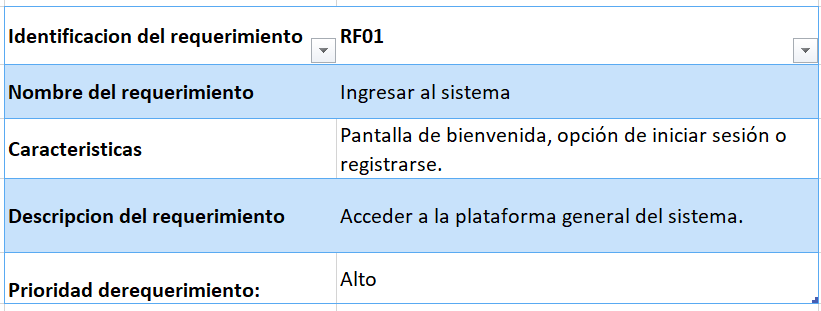 Identificacion del requerimiento RF01
Nombre del requerimiento Ingresar al sistema
Caracteristicas Pantalla de bienvenida, opción de iniciar sesión o
registrarse.
Descripcion del requerimiento Acceder a la plataforma general del sistema.
Prioridad derequerimiento: Alto